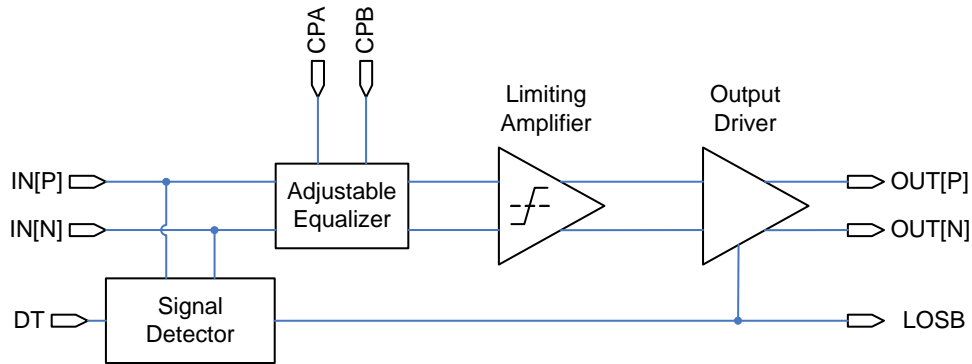 CPA
CPB
Limiting
Amplifier
Output
Driver
IN[P]
Adjustable
Equalizer
OUT[P]
IN[N]
OUT[N]
DT
Signal
Detector
LOSB